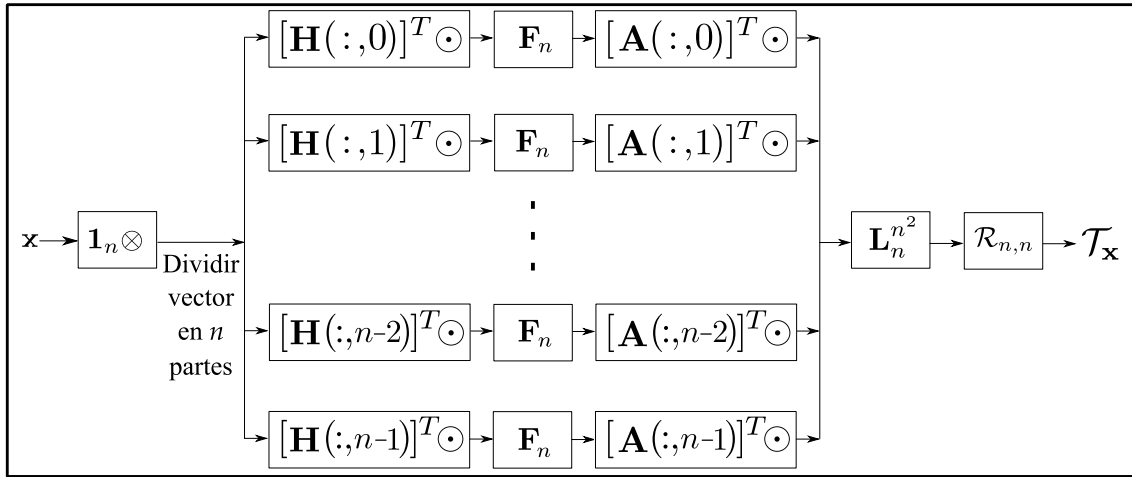 [H(:,0)]^T⊙ F_n [A(:,0)]^T⊙
[H(:,1)]^T⊙ F_n [A(:,1)]^T⊙
x 1_n⊗ L_n^{n^2} R_{n,n} T_x
Dividir
vector
en n
partes
[H(:,n-2)]^T⊙ F_n [A(:,n-2)]^T⊙
[H(:,n-1)]^T⊙ F_n [A(:,n-1)]^T⊙